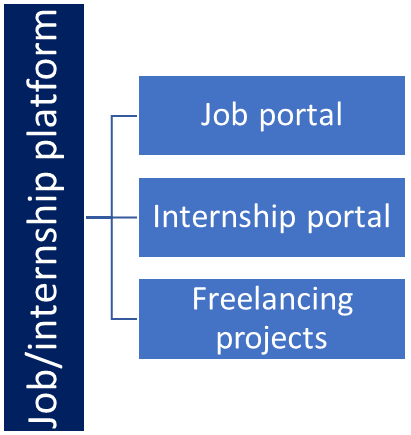 Job/internship platform
Job portal
Internship portal
Freelancing
projects